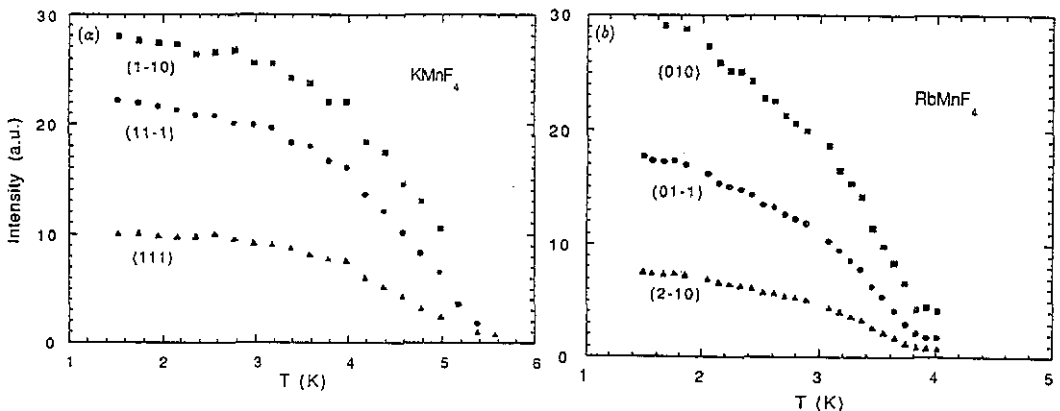 (a)
30
20
10
0
Intensity (a.u.)
(1-10)
(11-1)
(111)
KMnF4
1 2 3 4 5 6
T (K)
(b)
30
20
10
0
(010)
(01-1)
(2-10)
RbMnF4
1 2 3 4 5
T (K)